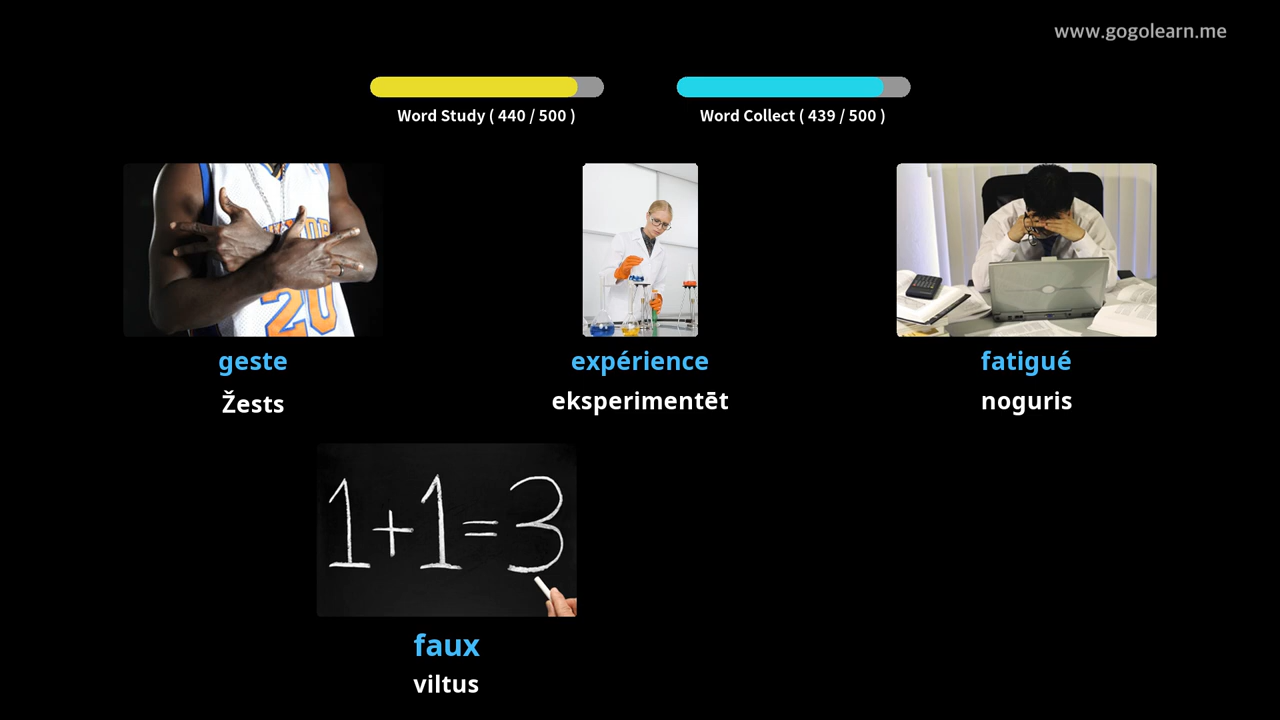 www.gogolearn.me
Word Study ( 440 / 500 )
Word Collect ( 439 / 500 )
20
geste
expérience
fatigué
Žests
eksperimentēt
noguris
1+1=3
faux
viltus